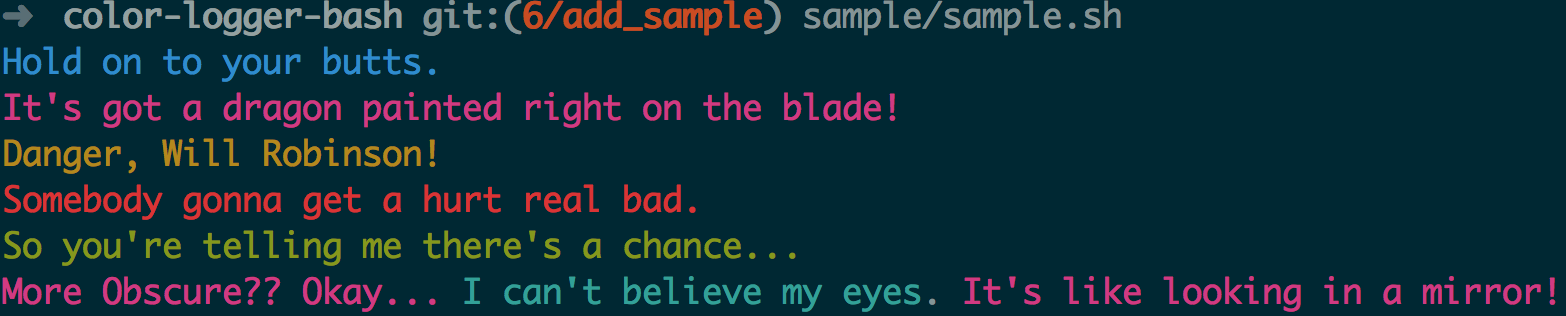 ➜ color-logger-bash git:(6/add_sample) sample/sample.sh
Hold on to your butts.
It's got a dragon painted right on the blade!
Danger, Will Robinson!
Somebody gonna get a hurt real bad.
So you're telling me there's a chance...
More Obscure?? Okay... I can't believe my eyes. It's like looking in a mirror!